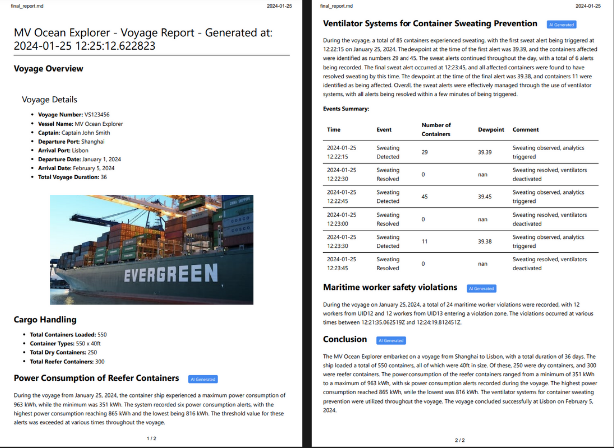 final_report.md
2024-01-25
MV Ocean Explorer - Voyage Report - Generated at:
2024-01-25 12:25:12.622823
Voyage Overview
Voyage Details
Voyage Number: VS123456
Vessel Name: MV Ocean Explorer
Captain: Captain John Smith
Departure Port: Shanghai
Arrival Port: Lisbon
Departure Date: January 1, 2024
Arrival Date: February 5, 2024
Total Voyage Duration: 36
EVERGREEN
Cargo Handling
Total Containers Loaded: 550
Container Types: 550 x 40ft
Total Dry Containers: 250
Total Reefer Containers: 300
Power Consumption of Reefer Containers AI Generated
During the voyage from January 25, 2024, the container ship experienced a maximum power consumption of
963 kWh, while the minimum was 351 kWh. The system recorded six power consumption alerts, with the
highest power consumption reaching 865 kWh and the lowest being 816 kWh. The threshold value for these
alerts was exceeded at various times throughout the voyage.
1 / 2
final_report.md
2024-01-25
Ventilator Systems for Container Sweating Prevention AI Generated
During the voyage, a total of 85 containers experienced sweating, with the first sweat alert being triggered at
12:22:15 on January 25, 2024. The dewpoint at the time of the first alert was 39.39, and the containers affected
were identified as numbers 29 and 45. The sweat alerts continued throughout the day, with a total of 6 alerts
being recorded. The final sweat alert occurred at 12:23:45, and all affected containers were found to have
resolved sweating by this time. The dewpoint at the time of the final alert was 39.38, and containers 11 were
identified as being affected. Overall, the sweat alerts were effectively managed through the use of ventilator
systems, with all alerts being resolved within a few minutes of being triggered.
Events Summary:
Time Event Number of Containers Dewpoint Comment
2024-01-25 12:22:15 Sweating Detected 29 39.39 Sweating observed, analytics triggered
2024-01-25 12:22:30 Sweating Resolved 0 nan Sweating resolved, ventilators deactivated
2024-01-25 12:22:45 Sweating Detected 45 39.45 Sweating observed, analytics triggered
2024-01-25 12:23:00 Sweating Resolved 0 nan Sweating resolved, ventilators deactivated
2024-01-25 12:23:30 Sweating Detected 11 39.38 Sweating observed, analytics triggered
2024-01-25 12:23:45 Sweating Resolved 0 nan Sweating resolved, ventilators deactivated
Maritime worker safety violations AI Generated
During the voyage on January 25, 2024, a total of 24 maritime worker violations were recorded, with 12
workers from UID12 and 12 workers from UID13 entering a violation zone. The violations occurred at various
times between 12:21:35.062519Z and 12:24:19.812451Z.
Conclusion AI Generated
The MV Ocean Explorer embarked on a voyage from Shanghai to Lisbon, with a total duration of 36 days. The
ship loaded a total of 550 containers, all of which were 40ft in size. Of these, 250 were dry containers, and 300
were reefer containers. The power consumption of the reefer containers ranged from a minimum of 351 kWh
to a maximum of 963 kWh, with six power consumption alerts recorded during the voyage. The highest power
consumption reached 865 kWh, while the lowest was 816 kWh. The ventilator systems for container sweating
prevention were utilized throughout the voyage. The voyage concluded successfully at Lisbon on February 5,
2024.
2 / 2